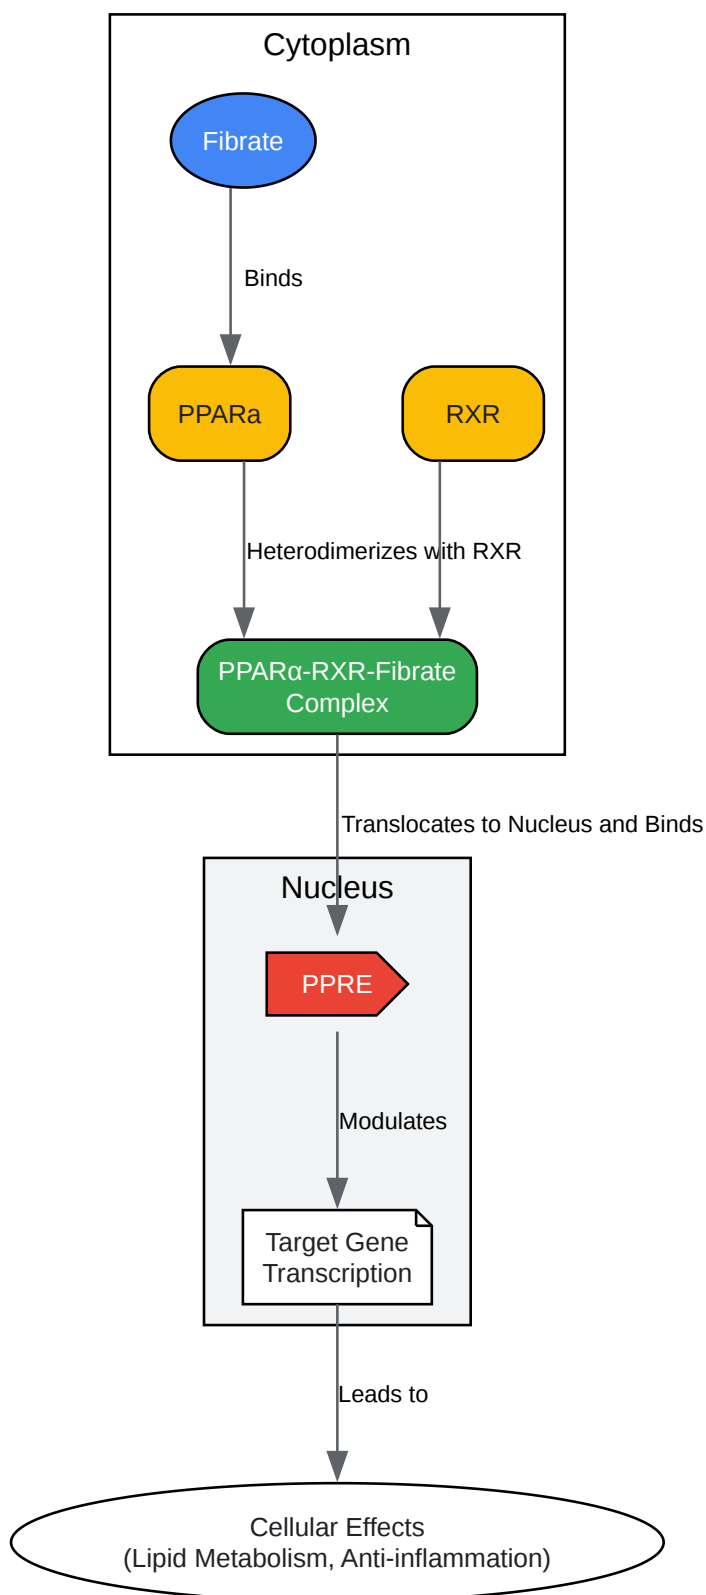 Cytoplasm
Fibrate
Binds
PPARa
RXR
Heterodimerizes with RXR
PPARα-RXR-Fibrate
Complex
Translocates to Nucleus and Binds
Nucleus
PPRE
Modulates
Target Gene
Transcription
Leads to
Cellular Effects
(Lipid Metabolism, Anti-inflammation)